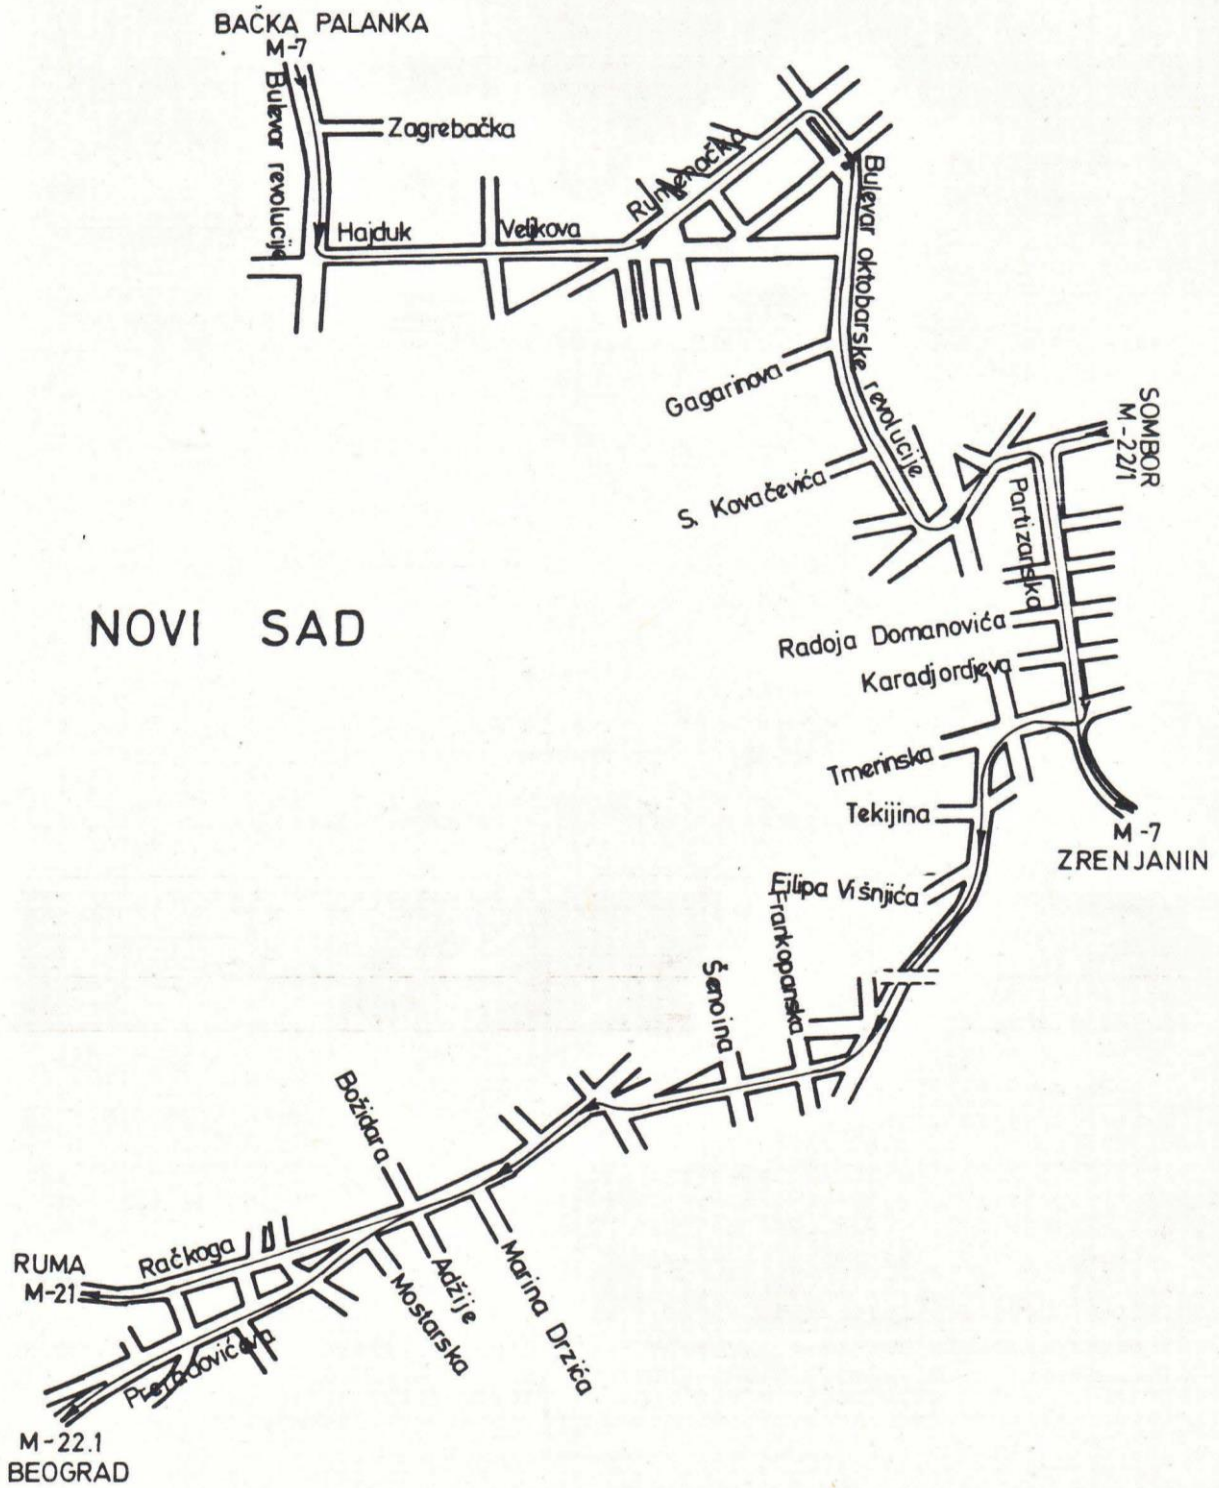 BAČKA PALANKA
M-7
Bulevar revolucije
Zagrebačka
Hajduk
Veljkova
Rumenačka
Bulevar oktobarske revolucije
Gagarinova
S. Kovačevića
SOMBOR
M-22/1
Partizanska
NOVI SAD
Radoja Domanovića
Karadjordjeva
Tmerinska
Tekijina
M-7
ZRENJANIN
Filipa Višnjića
Frankopanska
Šenoina
Božidara
Adžije
Marina Drzića
Mostarska
Račkoga
RUMA
M-21
Preradovićeva
M-22.1
BEOGRAD